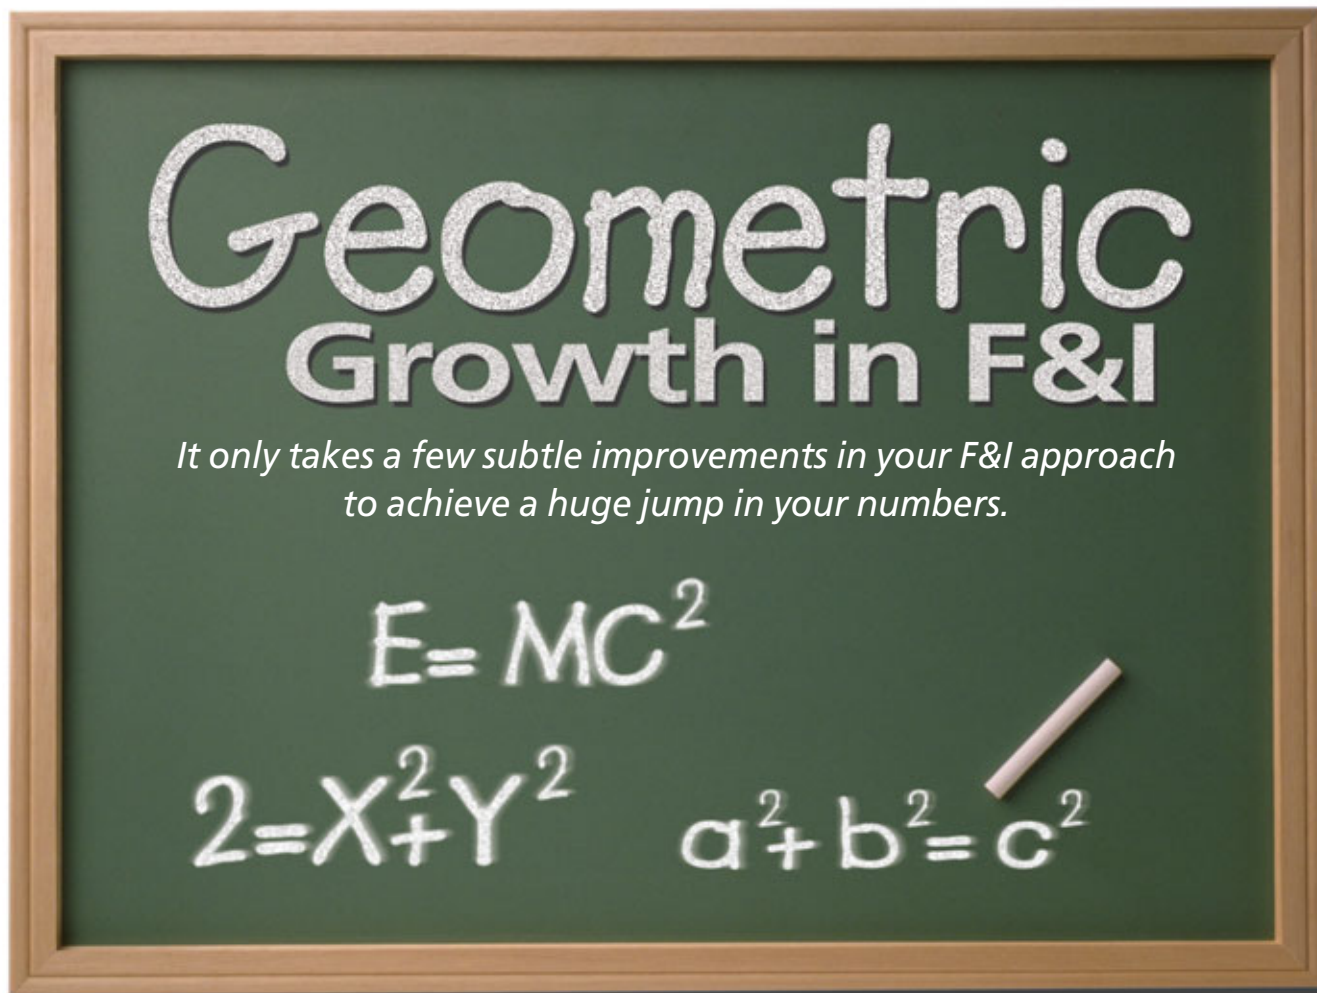 Geometric
Growth in F&I
It only takes a few subtle improvements in your F&I approach
to achieve a huge jump in your numbers.
E= MC²
2=X²+Y²
a²+b²=c²